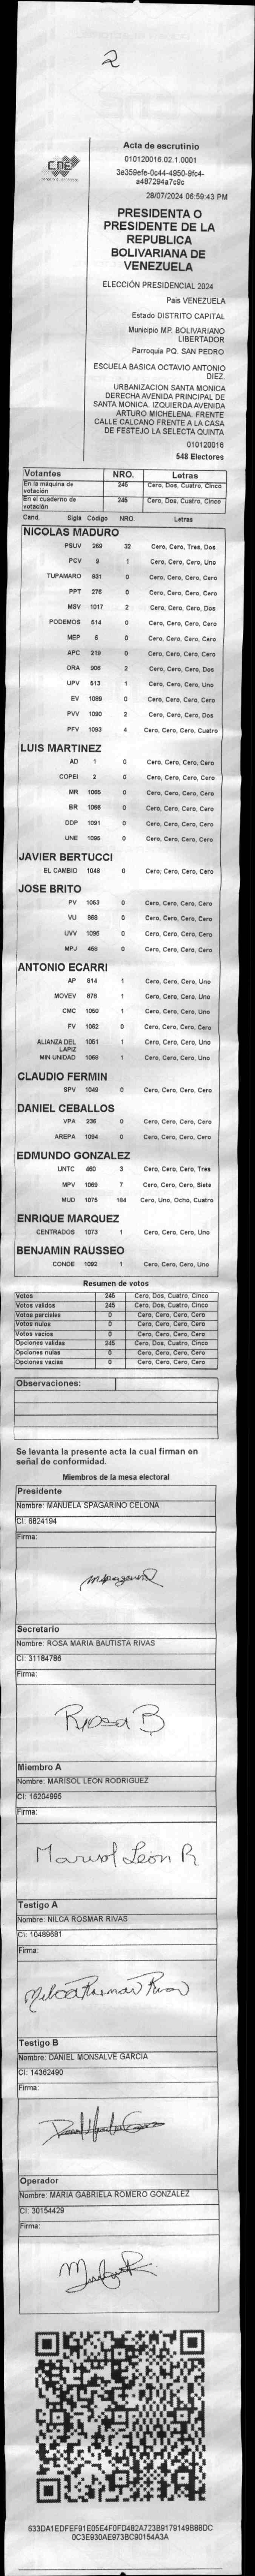 2
CNE
Acta de escrutinio
010120016.02.1.0001
3e359efe-0c44-4950-9fc4-
a487294a7c9c
28/07/2024 06:59:43 PM
PRESIDENTA O
PRESIDENTE DE LA
REPUBLICA
BOLIVARIANA DE
VENEZUELA
ELECCIÓN PRESIDENCIAL 2024
Pais VENEZUELA
Estado DISTRITO CAPITAL
Municipio MP. BOLIVARIANO
LIBERTADOR
Parroquia PQ. SAN PEDRO
ESCUELA BASICA OCTAVIO ANTONIO
DIEZ.
URBANIZACION SANTA MONICA
DERECHA AVENIDA PRINCIPAL DE
SANTA MONICA. IZQUIERDA AVENIDA
ARTURO MICHELENA. FRENTE
CALLE CALCANO FRENTE A LA CASA
DE FESTEJO LA SELECTA QUINTA
010120016
548 Electores
Votantes NRO. Letras
En la máquina de votación 245 Cero, Dos, Cuatro, Cinco
En el cuaderno de votación 245 Cero, Dos, Cuatro, Cinco
Cand. Sigla Código NRO. Letras
NICOLAS MADURO
PSUV 269 32 Cero, Cero, Tres, Dos
PCV 9 1 Cero, Cero, Cero, Uno
TUPAMARO 931 0 Cero, Cero, Cero, Cero
PPT 276 0 Cero, Cero, Cero, Cero
MSV 1017 2 Cero, Cero, Cero, Dos
PODEMOS 514 0 Cero, Cero, Cero, Cero
MEP 6 0 Cero, Cero, Cero, Cero
APC 219 0 Cero, Cero, Cero, Cero
ORA 906 2 Cero, Cero, Cero, Dos
UPV 613 1 Cero, Cero, Cero, Uno
EV 1089 0 Cero, Cero, Cero, Cero
PVV 1090 2 Cero, Cero, Cero, Dos
PFV 1093 4 Cero, Cero, Cero, Cuatro
LUIS MARTINEZ
AD 1 0 Cero, Cero, Cero, Cero
COPEI 2 0 Cero, Cero, Cero, Cero
MR 1065 0 Cero, Cero, Cero, Cero
BR 1066 0 Cero, Cero, Cero, Cero
DDP 1091 0 Cero, Cero, Cero, Cero
UNE 1095 0 Cero, Cero, Cero, Cero
JAVIER BERTUCCI
EL CAMBIO 1048 0 Cero, Cero, Cero, Cero
JOSE BRITO
PV 1053 0 Cero, Cero, Cero, Cero
VU 868 0 Cero, Cero, Cero, Cero
UVV 1096 0 Cero, Cero, Cero, Cero
MPJ 458 0 Cero, Cero, Cero, Cero
ANTONIO ECARRI
AP 914 1 Cero, Cero, Cero, Uno
MOVEV 878 1 Cero, Cero, Cero, Uno
CMC 1050 1 Cero, Cero, Cero, Uno
FV 1062 0 Cero, Cero, Cero, Cero
ALIANZA DEL LAPIZ 1051 1 Cero, Cero, Cero, Uno
MIN UNIDAD 1069 1 Cero, Cero, Cero, Uno
CLAUDIO FERMIN
SPV 1049 0 Cero, Cero, Cero, Cero
DANIEL CEBALLOS
VPA 236 0 Cero, Cero, Cero, Cero
AREPA 1094 0 Cero, Cero, Cero, Cero
EDMUNDO GONZALEZ
UNTC 460 3 Cero, Cero, Cero, Tres
MPV 1069 7 Cero, Cero, Cero, Siete
MUD 1075 184 Cero, Uno, Ocho, Cuatro
ENRIQUE MARQUEZ
CENTRADOS 1073 1 Cero, Cero, Cero, Uno
BENJAMIN RAUSSEO
CONDE 1092 1 Cero, Cero, Cero, Uno
Resumen de votos
Votos 245 Cero, Dos, Cuatro, Cinco
Votos validos 245 Cero, Dos, Cuatro, Cinco
Votos parciales 0 Cero, Cero, Cero, Cero
Votos nulos 0 Cero, Cero, Cero, Cero
Votos vacíos 0 Cero, Cero, Cero, Cero
Opciones validas 245 Cero, Dos, Cuatro, Cinco
Opciones nulas 0 Cero, Cero, Cero, Cero
Opciones vacías 0 Cero, Cero, Cero, Cero
Observaciones:
Se levanta la presente acta la cual firman en
señal de conformidad.
Miembros de la mesa electoral
Presidente
Nombre: MANUELA SPAGARINO CELONA
CI: 6824194
Firma:
Secretario
Nombre: ROSA MARIA BAUTISTA RIVAS
CI: 31184786
Firma:
Rosa B
Miembro A
Nombre: MARISOL LEON RODRIGUEZ
CI: 16204995
Firma:
Marisol León R
Testigo A
Nombre: NILCA ROSMAR RIVAS
CI: 10489681
Firma:
Testigo B
Nombre: DANIEL MONSALVE GARCIA
CI: 14362490
Firma:
Operador
Nombre: MARIA GABRIELA ROMERO GONZALEZ
CI: 30154429
Firma:
633DA1EDFEF91E05E4F0FD482A723B9179149B88DC
0C3E930AE973BC90154A3A